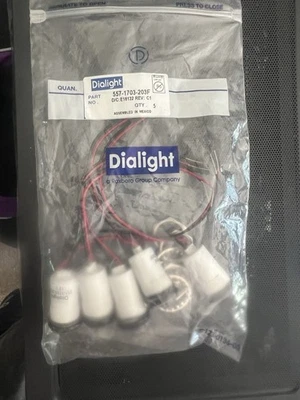 PRESS TO CLOSE
QUAN.
Dialight
PART 557-1703-203F
NO. D/C E16132 REV: C1
QTY 5
ASSEMBLED IN MEXICO
Dialight
a Roxboro Group Company